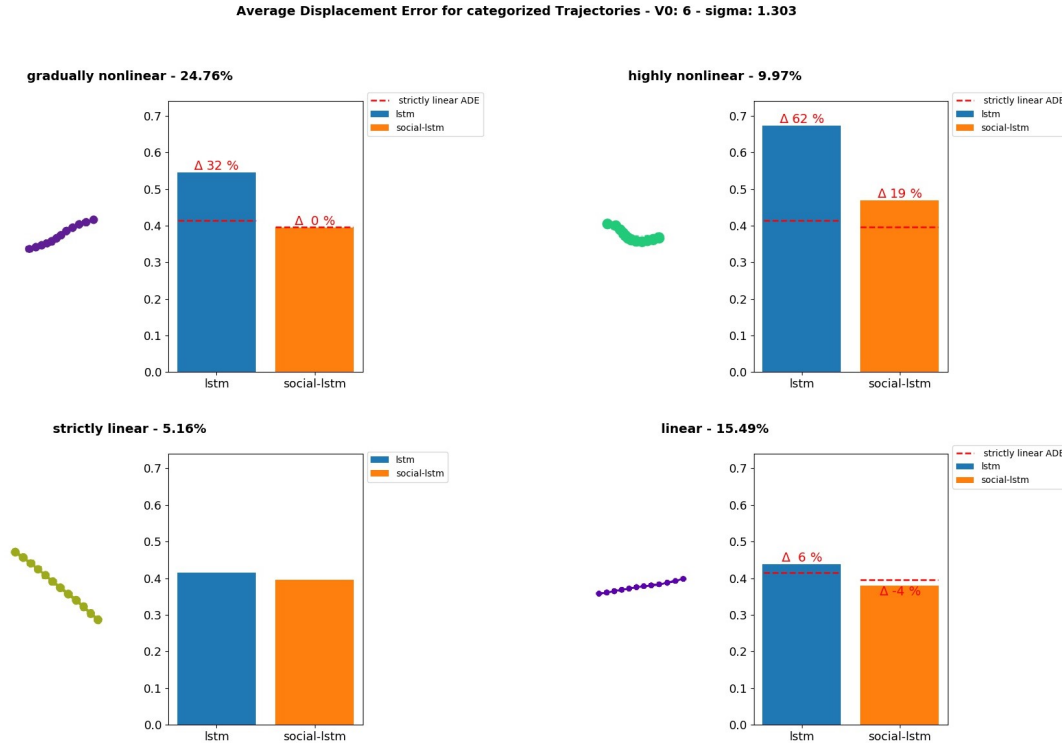 Average Displacement Error for categorized Trajectories - V0: 6 - sigma: 1.303
gradually nonlinear - 24.76%
0.7
0.6
0.5
0.4
0.3
0.2
0.1
0.0
Δ 32 %
Δ 0 %
lstm
social-lstm
strictly linear ADE
lstm
social-lstm
highly nonlinear - 9.97%
0.7
0.6
0.5
0.4
0.3
0.2
0.1
0.0
Δ 62 %
Δ 19 %
lstm
social-lstm
strictly linear ADE
lstm
social-lstm
strictly linear - 5.16%
0.7
0.6
0.5
0.4
0.3
0.2
0.1
0.0
lstm
social-lstm
lstm
social-lstm
linear - 15.49%
0.7
0.6
0.5
0.4
0.3
0.2
0.1
0.0
Δ 6 %
Δ -4 %
lstm
social-lstm
strictly linear ADE
lstm
social-lstm